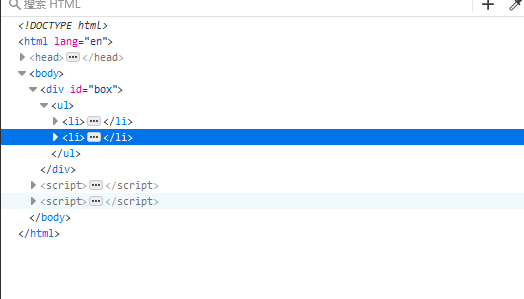 搜索 HTML
<!DOCTYPE html>
<html lang="en">
<head>···</head>
<body>
<div id="box">
<ul>
<li>···</li>
<li>···</li>
</ul>
</div>
<script>···</script>
<script>···</script>
</body>
</html>